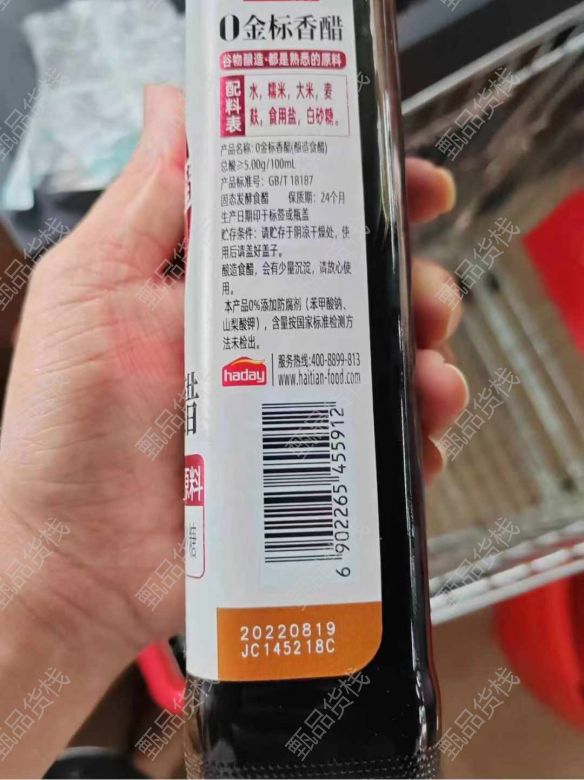 0金标香醋
谷物酿造·都是熟悉的原料
配料表
水，糯米，大米，麦
麸，食用盐，白砂糖。
产品名称: 0金标香醋(酿造食醋)
总酸≥5.00g/100mL
产品标准号: GB/T 18187
固态发酵食醋 保质期: 24个月
生产日期印于标签或瓶盖
贮存条件: 请贮存于阴凉干燥处，使
用后请盖好盖子。
酿造食醋，会有少量沉淀，请放心使
用。
本产品0%添加防腐剂（苯甲酸钠、
山梨酸钾），含量按国家标准检测方
法未检出。
haday
服务热线:400-8899-813
www.haitian-food.com
6 902265 455912
原料
20220819
JC145218C
甄品货栈